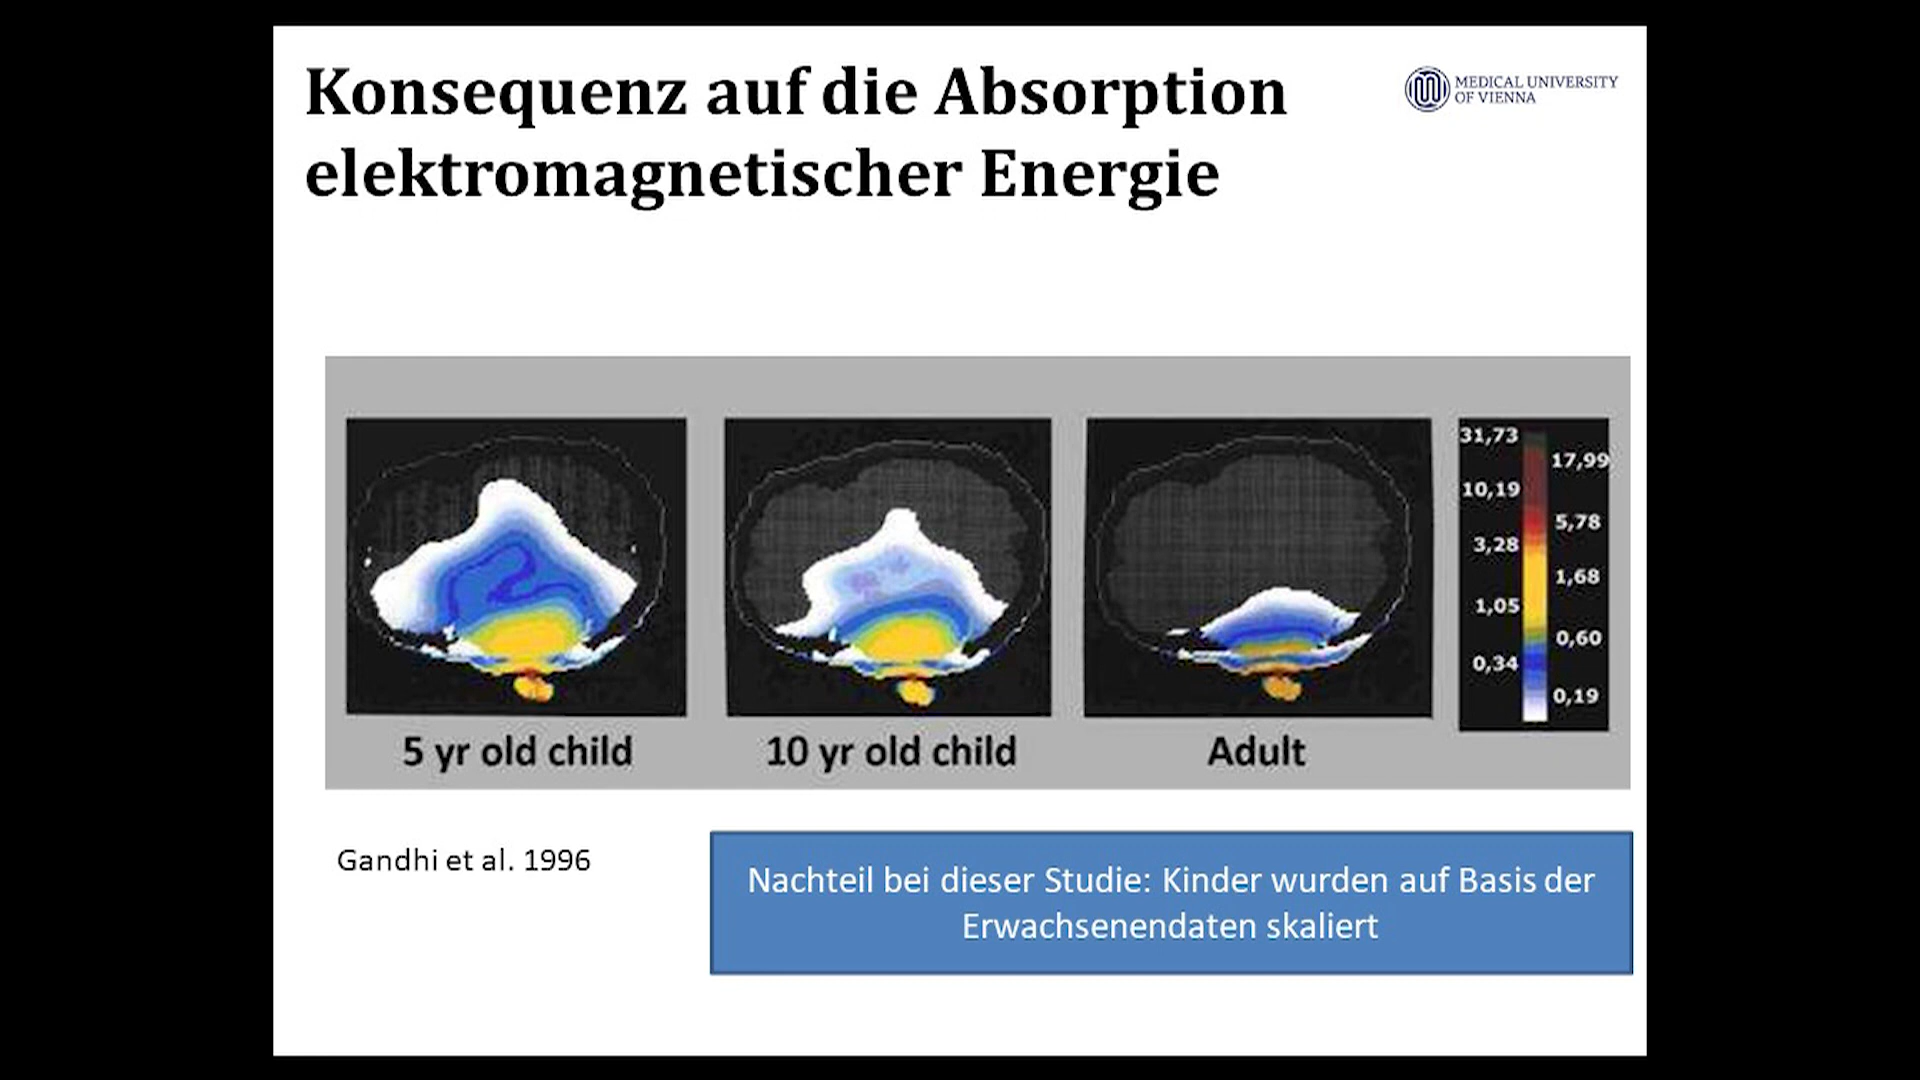 Konsequenz auf die Absorption
elektromagnetischer Energie
MEDICAL UNIVERSITY
OF VIENNA
31,73
17,99
10,19
5,78
3,28
1,68
1,05
0,60
0,34
0,19
5 yr old child
10 yr old child
Adult
Gandhi et al. 1996
Nachteil bei dieser Studie: Kinder wurden auf Basis der
Erwachsenendaten skaliert